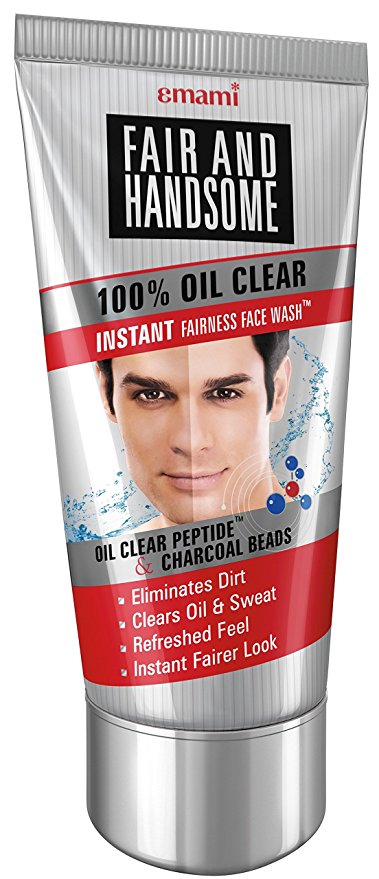 emami*
FAIR AND
HANDSOME
100% OIL CLEAR
INSTANT FAIRNESS FACE WASH™
OIL CLEAR PEPTIDE™
& CHARCOAL BEADS
Eliminates Dirt
Clears Oil & Sweat
Refreshed Feel
Instant Fairer Look